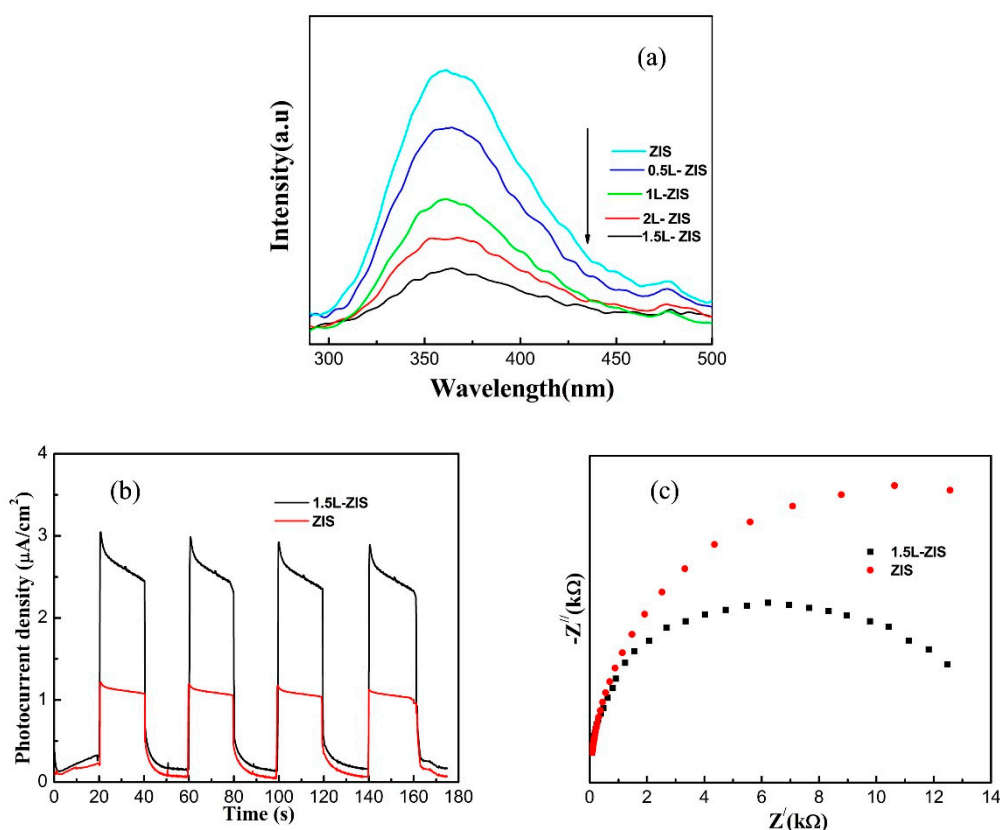 (a)
Intensity(a.u)
ZIS
0.5L- ZIS
1L-ZIS
2L- ZIS
1.5L- ZIS
300 350 400 450 500
Wavelength(nm)
(b)
Photocurrent density (μA/cm²)
4
3
2
1
0
1.5L-ZIS
ZIS
0 20 40 60 80 100 120 140 160 180
Time (s)
(c)
-Z//(kΩ)
1.5L-ZIS
ZIS
0 2 4 6 8 10 12 14
Z/(kΩ)